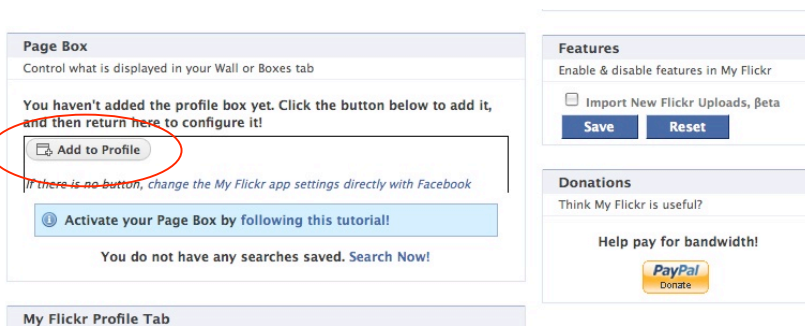 Page Box
Control what is displayed in your Wall or Boxes tab
You haven't added the profile box yet. Click the button below to add it,
and then return here to configure it!
Add to Profile
If there is no button, change the My Flickr app settings directly with Facebook
Activate your Page Box by following this tutorial!
You do not have any searches saved. Search Now!
My Flickr Profile Tab
Features
Enable & disable features in My Flickr
Import New Flickr Uploads, βeta
Save Reset
Donations
Think My Flickr is useful?
Help pay for bandwidth!
PayPal
Donate